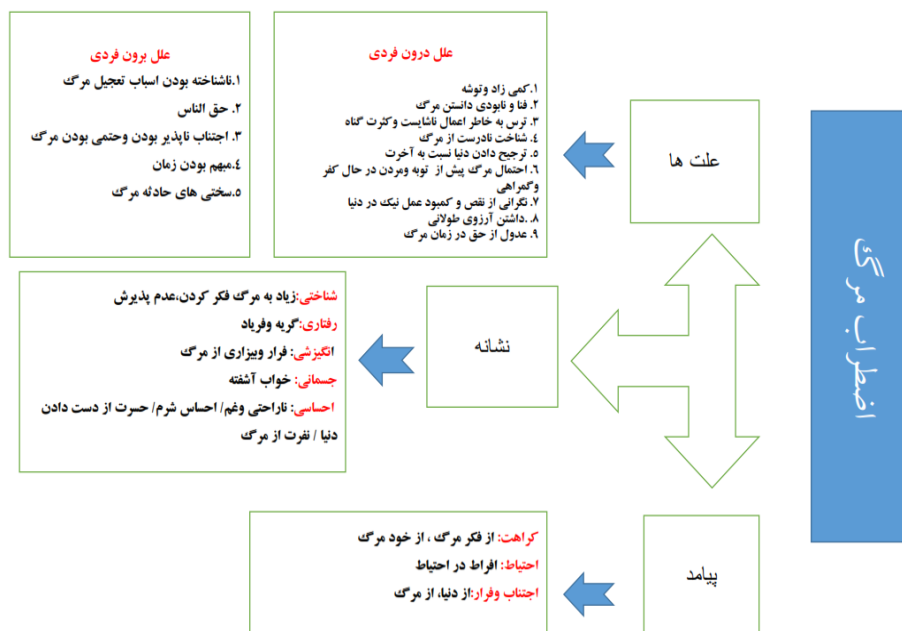 اضطراب مرگ
علت ها
علل درون فردی
۱.کمی زاد وتوشه
۲. فنا و نابودی دانستن مرگ
۳. ترس به خاطر اعمال ناشایست وکثرت گناه
۴. شناخت نادرست از مرگ
۵. ترجیح دادن دنیا نسبت به آخرت
۶. احتمال مرگ پیش از توبه ومردن در حال کفر
وگمراهی
۷. نگرانی از نقص و کمبود عمل نیک در دنیا
۸. .داشتن آرزوی طولانی
۹. عدول از حق در زمان مرگ
علل برون فردی
۱.ناشناخته بودن اسباب تعجیل مرگ
۲. حق الناس
۳. اجتناب ناپذیر بودن وحتمی بودن مرگ
۴.مبهم بودن زمان
۵.سختی های حادثه مرگ
نشانه
شناختی:زیاد به مرگ فکر کردن،عدم پذیرش
رفتاری:گریه وفریاد
انگیزشی: فرار وبیزاری از مرگ
جسمانی: خواب آشفته
احساسی: ناراحتی وغم/ احساس شرم/ حسرت از دست دادن
دنیا / نفرت از مرگ
پیامد
کراهت: از فکر مرگ ، از خود مرگ
احتیاط: افراط در احتیاط
اجتناب وفرار:از دنیا، از مرگ